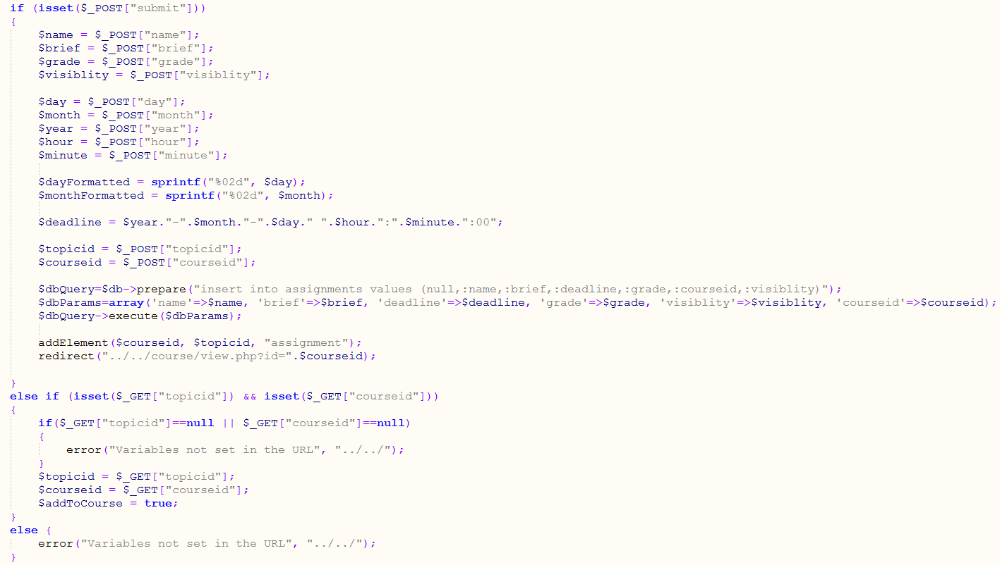 if (isset($_POST["submit"]))
{
    $name = $_POST["name"];
    $brief = $_POST["brief"];
    $grade = $_POST["grade"];
    $visiblity = $_POST["visiblity"];

    $day = $_POST["day"];
    $month = $_POST["month"];
    $year = $_POST["year"];
    $hour = $_POST["hour"];
    $minute = $_POST["minute"];

    $dayFormatted = sprintf("%02d", $day);
    $monthFormatted = sprintf("%02d", $month);

    $deadline = $year."-".$month."-".$day." ".$hour.":".$minute.":00";

    $topicid = $_POST["topicid"];
    $courseid = $_POST["courseid"];

    $dbQuery=$db->prepare("insert into assignments values (null,:name,:brief,:deadline,:grade,:courseid,:visiblity)");
    $dbParams=array('name'=>$name, 'brief'=>$brief, 'deadline'=>$deadline, 'grade'=>$grade, 'visiblity'=>$visiblity, 'courseid'=>$courseid);
    $dbQuery->execute($dbParams);

    addElement($courseid, $topicid, "assignment");
    redirect("../../course/view.php?id=".$courseid);

}
else if (isset($_GET["topicid"]) && isset($_GET["courseid"]))
{
    if($_GET["topicid"]==null || $_GET["courseid"]==null)
    {
        error("Variables not set in the URL", "../../");
    }
    $topicid = $_GET["topicid"];
    $courseid = $_GET["courseid"];
    $addToCourse = true;
}
else {
    error("Variables not set in the URL", "../../");
}